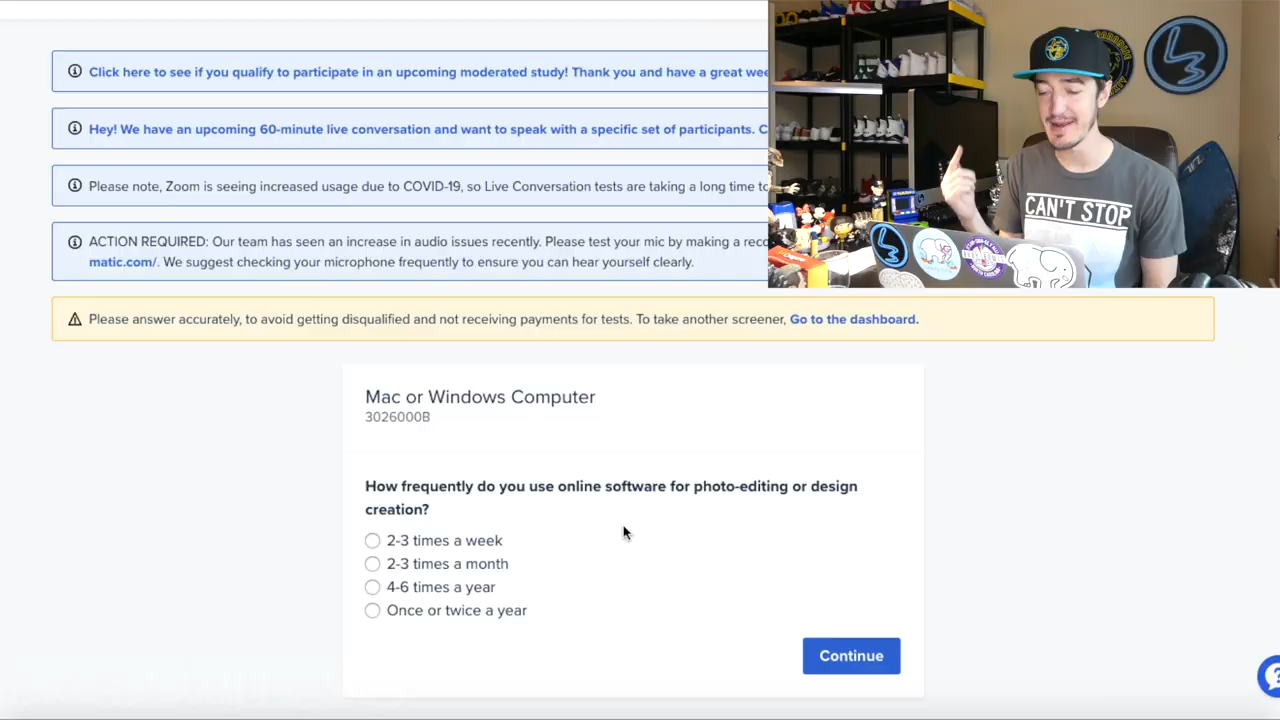 Click here to see if you qualify to participate in an upcoming moderated study! Thank you and have a great wee
Hey! We have an upcoming 60-minute live conversation and want to speak with a specific set of participants. C
Please note, Zoom is seeing increased usage due to COVID-19, so Live Conversation tests are taking a long time to
ACTION REQUIRED: Our team has seen an increase in audio issues recently. Please test your mic by making a reco
matic.com/. We suggest checking your microphone frequently to ensure you can hear yourself clearly.
CAN'T STOP
Please answer accurately, to avoid getting disqualified and not receiving payments for tests. To take another screener, Go to the dashboard.
Mac or Windows Computer
3026000B
How frequently do you use online software for photo-editing or design
creation?
2-3 times a week
2-3 times a month
4-6 times a year
Once or twice a year
Continue